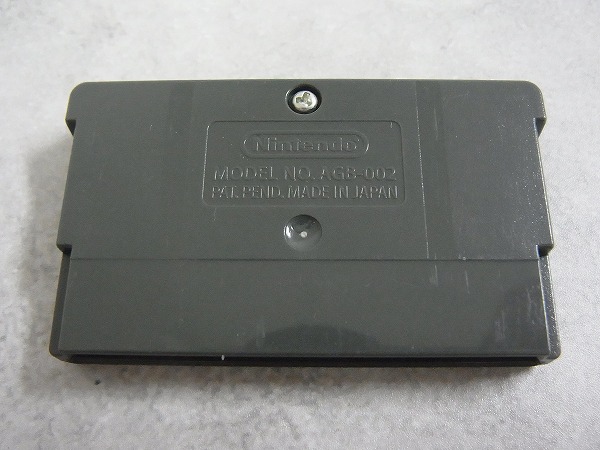 Nintendo
MODEL NO. AGB-002
PAT. PEND. MADE IN JAPAN